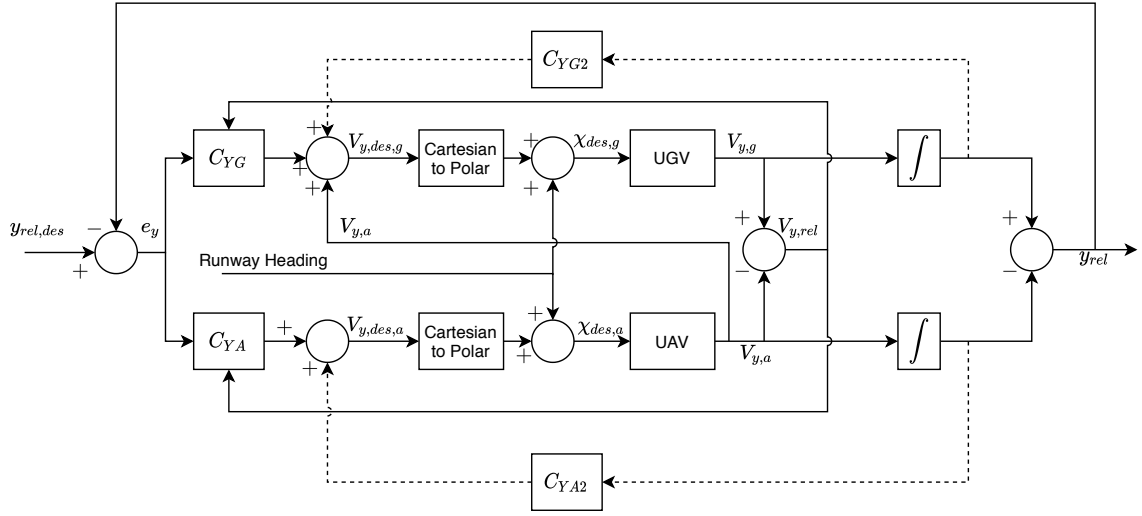 C_{YG2}
+
−
C_{YG}
+
+
+
V_{y,des,g}
Cartesian
to Polar
+
+
χ_{des,g}
UGV
V_{y,g}
∫
y_{rel,des}
+
e_y
V_{y,a}
+
−
V_{y,rel}
+
−
y_{rel}
Runway Heading
C_{YA}
+
+
V_{y,des,a}
Cartesian
to Polar
+
+
χ_{des,a}
UAV
V_{y,a}
∫
C_{YA2}